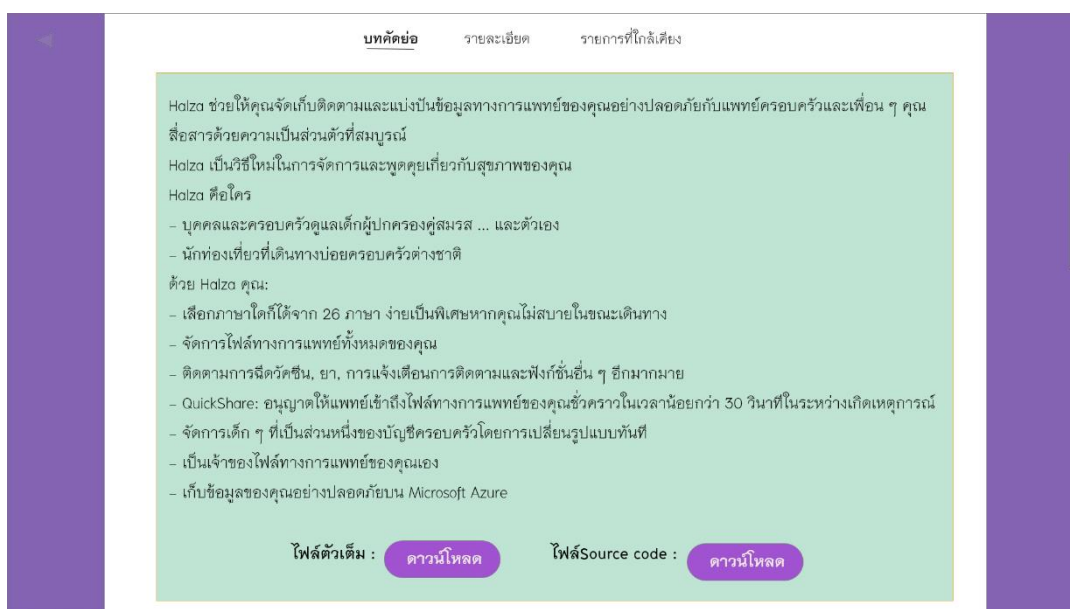 บทคัดย่อ รายละเอียด รายการที่ใกล้เคียง
Halza ช่วยให้คุณจัดเก็บติดตามและแบ่งปันข้อมูลทางการแพทย์ของคุณอย่างปลอดภัยกับแพทย์ครอบครัวและเพื่อน ๆ คุณ
สื่อสารด้วยความเป็นส่วนตัวที่สมบูรณ์
Halza เป็นวิธีใหม่ในการจัดการและพูดคุยเกี่ยวกับสุขภาพของคุณ
Halza คือใคร
– บุคคลและครอบครัวดูแลเด็กผู้ปกครองคู่สมรส ... และตัวเอง
– นักท่องเที่ยวที่เดินทางบ่อยครอบครัวต่างชาติ
ด้วย Halza คุณ:
– เลือกภาษาใดก็ได้จาก 26 ภาษา ง่ายเป็นพิเศษหากคุณไม่สบายในขณะเดินทาง
– จัดการไฟล์ทางการแพทย์ทั้งหมดของคุณ
– ติดตามการฉีดวัคซีน, ยา, การแจ้งเตือนการติดตามและฟังก์ชั่นอื่น ๆ อีกมากมาย
– QuickShare: อนุญาตให้แพทย์เข้าถึงไฟล์ทางการแพทย์ของคุณชั่วคราวในเวลาน้อยกว่า 30 วินาทีในระหว่างเกิดเหตุการณ์
– จัดการเด็ก ๆ ที่เป็นส่วนหนึ่งของบัญชีครอบครัวโดยการเปลี่ยนรูปแบบทันที
– เป็นเจ้าของไฟล์ทางการแพทย์ของคุณเอง
– เก็บข้อมูลของคุณอย่างปลอดภัยบน Microsoft Azure
ไฟล์ตัวเต็ม : ดาวน์โหลด ไฟล์Source code : ดาวน์โหลด